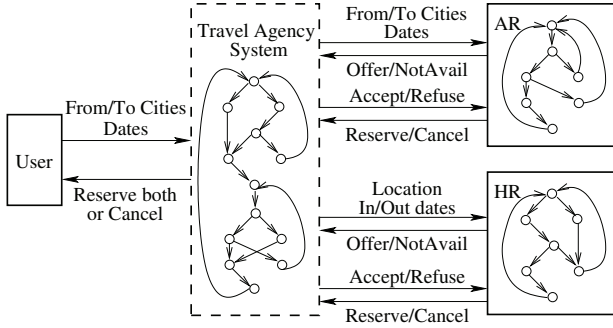 From/To Cities
Dates
Travel Agency
System
AR
Offer/NotAvail
Accept/Refuse
Reserve/Cancel
From/To Cities
Dates
User
Reserve both
or Cancel
Location
In/Out dates
HR
Offer/NotAvail
Accept/Refuse
Reserve/Cancel